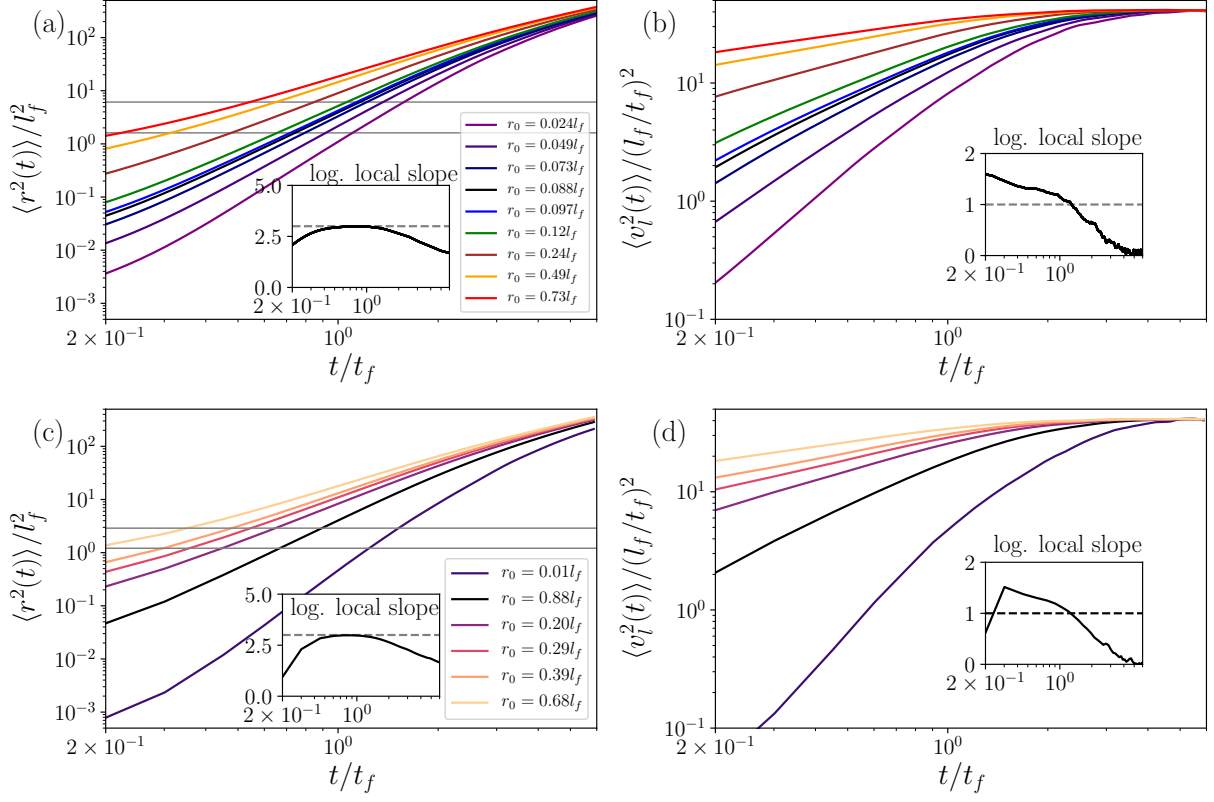 (a)
⟨r²(t)⟩/l_f²
10²
10¹
10⁰
10⁻¹
10⁻²
10⁻³
2 × 10⁻¹
10⁰
t/t_f
log. local slope
5.0
2.5
0.0
2 × 10⁻¹
10⁰
r₀ = 0.024l_f
r₀ = 0.049l_f
r₀ = 0.073l_f
r₀ = 0.088l_f
r₀ = 0.097l_f
r₀ = 0.12l_f
r₀ = 0.24l_f
r₀ = 0.49l_f
r₀ = 0.73l_f
(b)
⟨v_l²(t)⟩/(l_f/t_f)²
10¹
10⁰
10⁻¹
2 × 10⁻¹
10⁰
t/t_f
log. local slope
2
1
0
2 × 10⁻¹
10⁰
(c)
⟨r²(t)⟩/l_f²
10²
10¹
10⁰
10⁻¹
10⁻²
10⁻³
2 × 10⁻¹
10⁰
t/t_f
log. local slope
5.0
2.5
0.0
2 × 10⁻¹
10⁰
r₀ = 0.01l_f
r₀ = 0.88l_f
r₀ = 0.20l_f
r₀ = 0.29l_f
r₀ = 0.39l_f
r₀ = 0.68l_f
(d)
⟨v_l²(t)⟩/(l_f/t_f)²
10¹
10⁰
10⁻¹
2 × 10⁻¹
10⁰
t/t_f
log. local slope
2
1
0
2 × 10⁻¹
10⁰